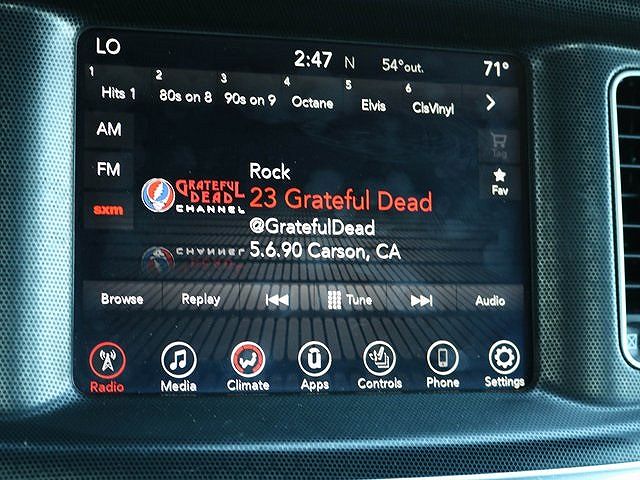 LO 2:47 N 54°out. 71°
1 2 3 4 5 6
Hits 1 80s on 8 90s on 9 Octane Elvis ClsVinyl
AM
FM
sxm
Tag
Fav
GRATEFUL
DEAD
CHANNEL
Rock
23 Grateful Dead
@GratefulDead
5.6.90 Carson, CA
CHANNEL
Browse Replay Tune Audio
Radio Media Climate Apps Controls Phone Settings